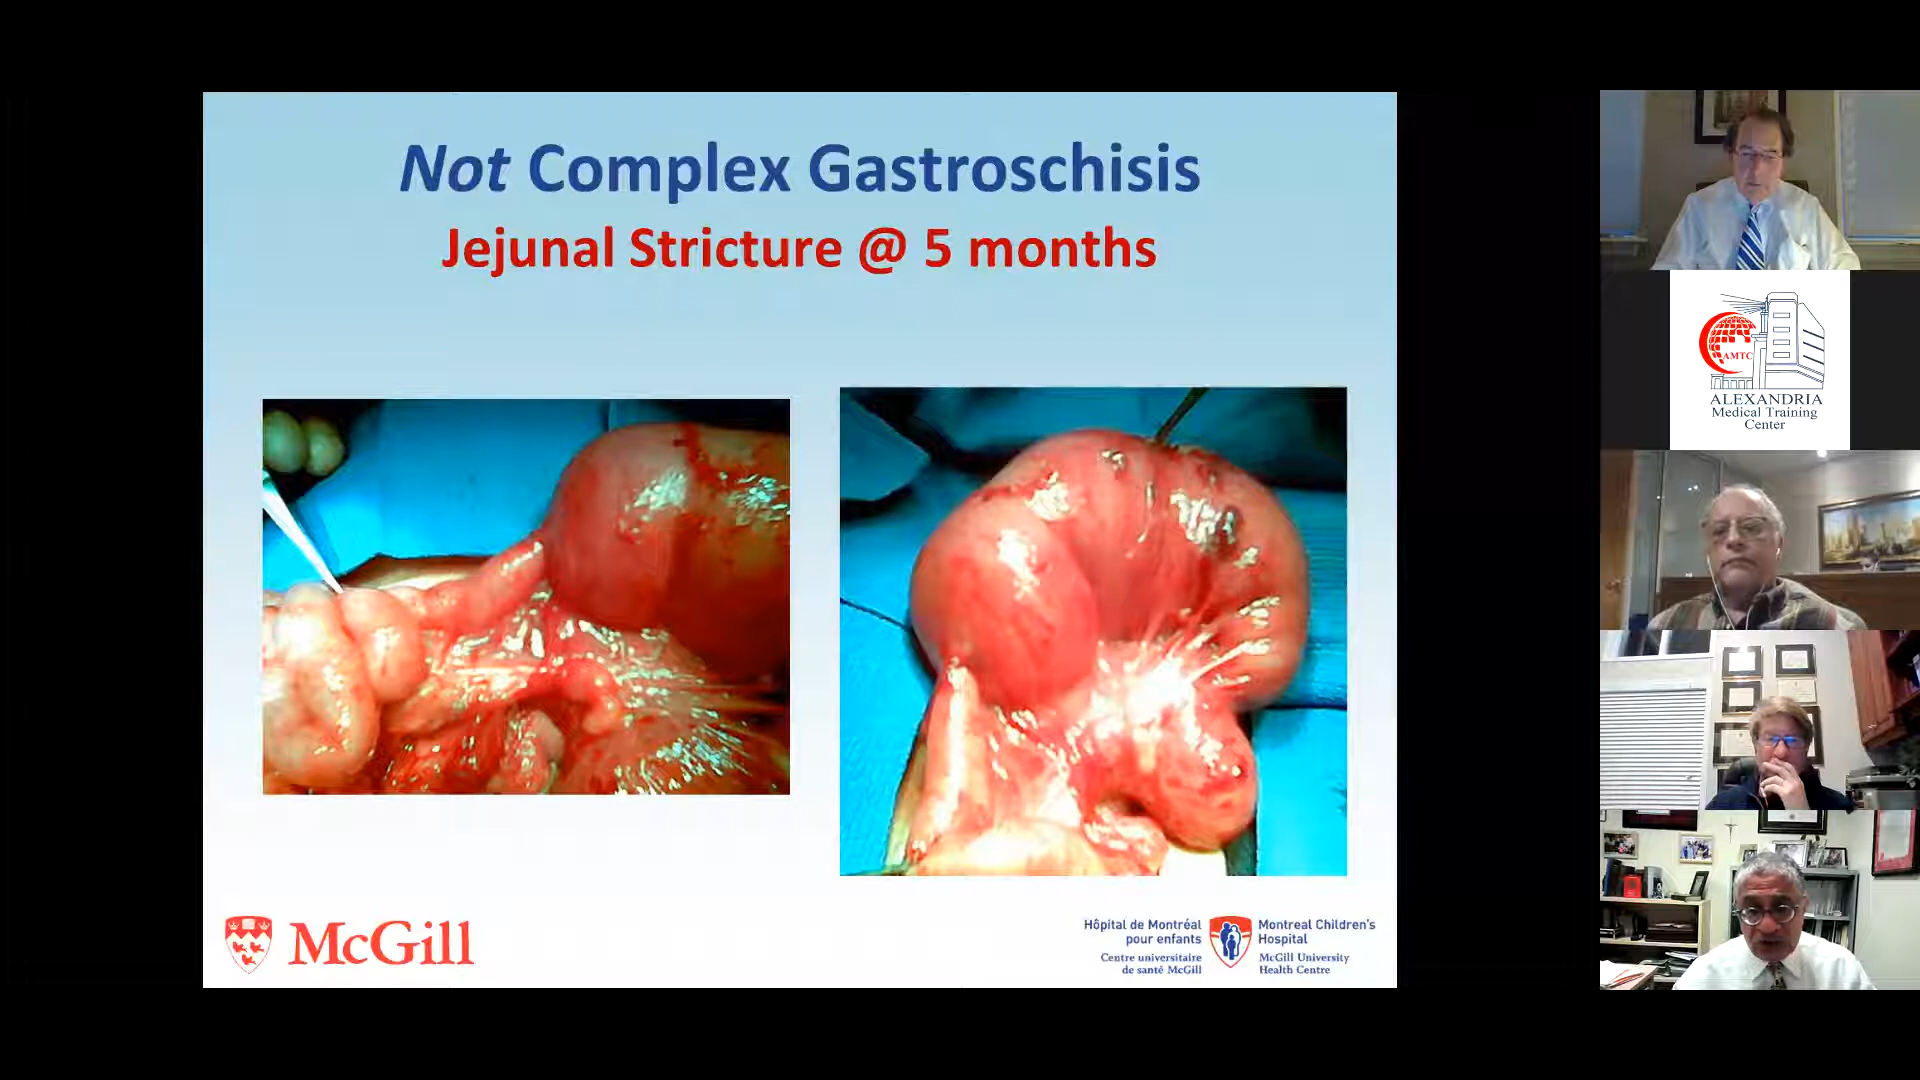 Not Complex Gastroschisis
Jejunal Stricture @ 5 months
McGill
Hôpital de Montréal
pour enfants
Centre universitaire
de santé McGill
Montreal Children's
Hospital
McGill University
Health Centre
AMTC
ALEXANDRIA
Medical Training
Center